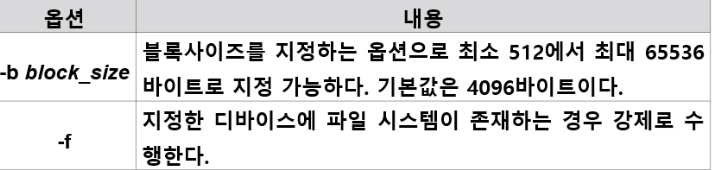 옵션 내용
-b block_size 블록사이즈를 지정하는 옵션으로 최소 512에서 최대 65536
바이트로 지정 가능하다. 기본값은 4096바이트이다.
-f 지정한 디바이스에 파일 시스템이 존재하는 경우 강제로 수
행한다.